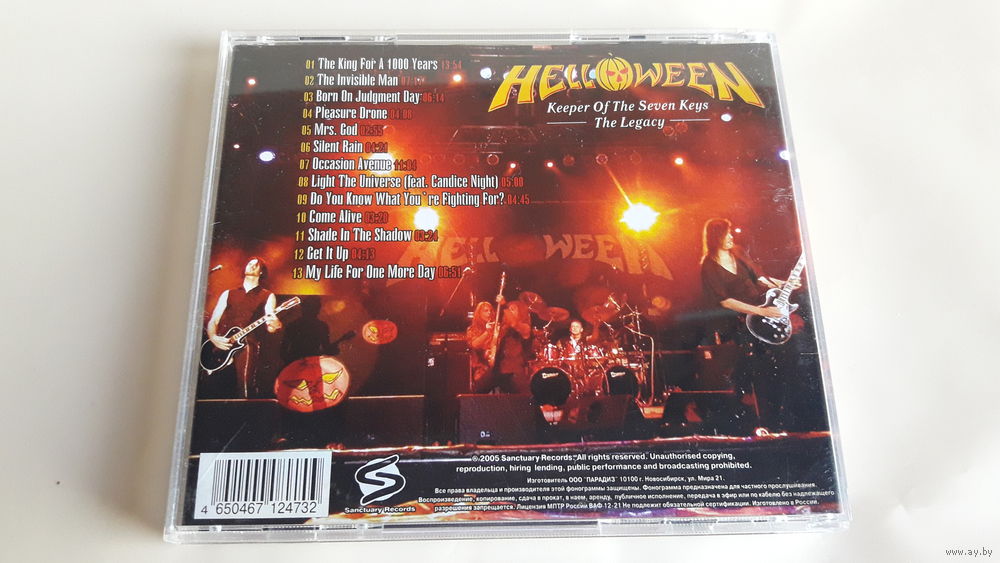 HELLOWEEN
Keeper Of The Seven Keys
The Legacy
01 The King For A 1000 Years 13:54
02 The Invisible Man 07:17
03 Born On Judgment Day 06:14
04 Pleasure Drone 04:08
05 Mrs. God 02:55
06 Silent Rain 04:21
07 Occasion Avenue 11:04
08 Light The Universe (feat. Candice Night) 05:00
09 Do You Know What You`re Fighting For? 04:45
10 Come Alive 03:20
11 Shade In The Shadow 03:24
12 Get It Up 04:13
13 My Life For One More Day 06:51
HELLOWEEN
℗ 2005 Sanctuary Records. All rights reserved. Unauthorised copying,
reproduction, hiring lending, public performance and broadcasting prohibited.
Изготовитель ООО "ПАРАДИЗ" 10100 г. Новосибирск, ул. Мира 21.
Все права владельца и производителя этой фонограммы защищены. Фонограмма предназначена для частного прослушивания.
Воспроизведение, копирование, сдача в прокат, в наем, аренду, публичное исполнение, передача в эфир или по кабелю без надлежащего
разрешения запрещается. Лицензия МПТР России ВАФ 12-21 Не подлежит обязательной сертификации. Изготовлено в России.
S
Sanctuary Records
4 650467 124732
www.ay.by